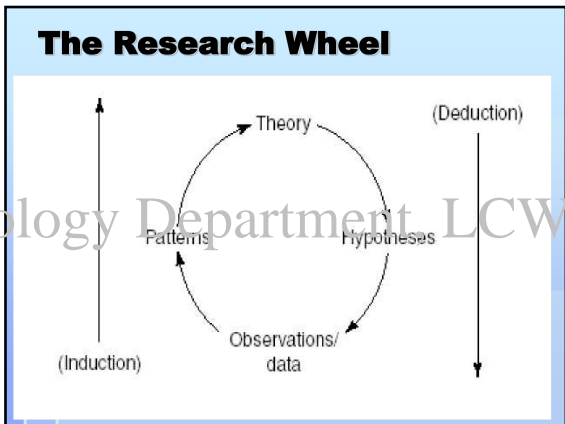 The Research Wheel
Theory
(Deduction)
ology Department, LCW
Patterns
Hypotheses
Observations/
data
(Induction)